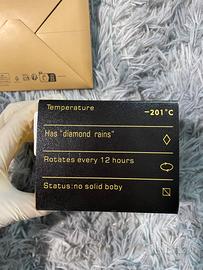 Temperature -201°C
Has "diamond rains"
Rotates every 12 hours
Status:no solid boby